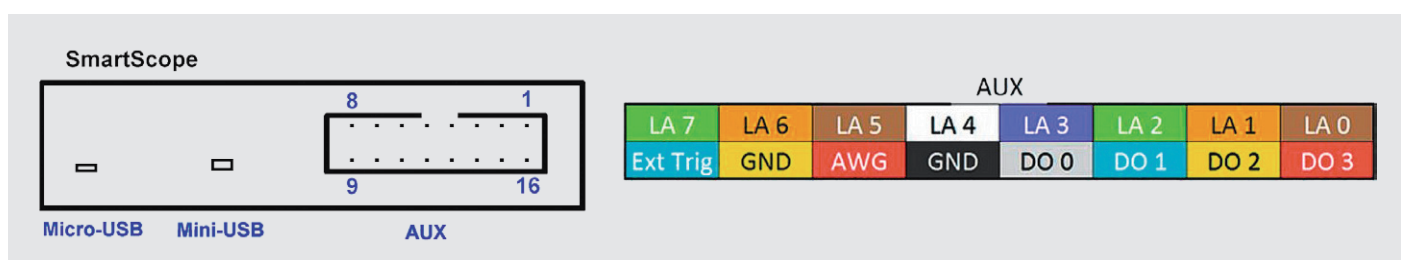 SmartScope
8 1
9 16
Micro-USB Mini-USB AUX
AUX
LA 7 LA 6 LA 5 LA 4 LA 3 LA 2 LA 1 LA 0
Ext Trig GND AWG GND DO 0 DO 1 DO 2 DO 3